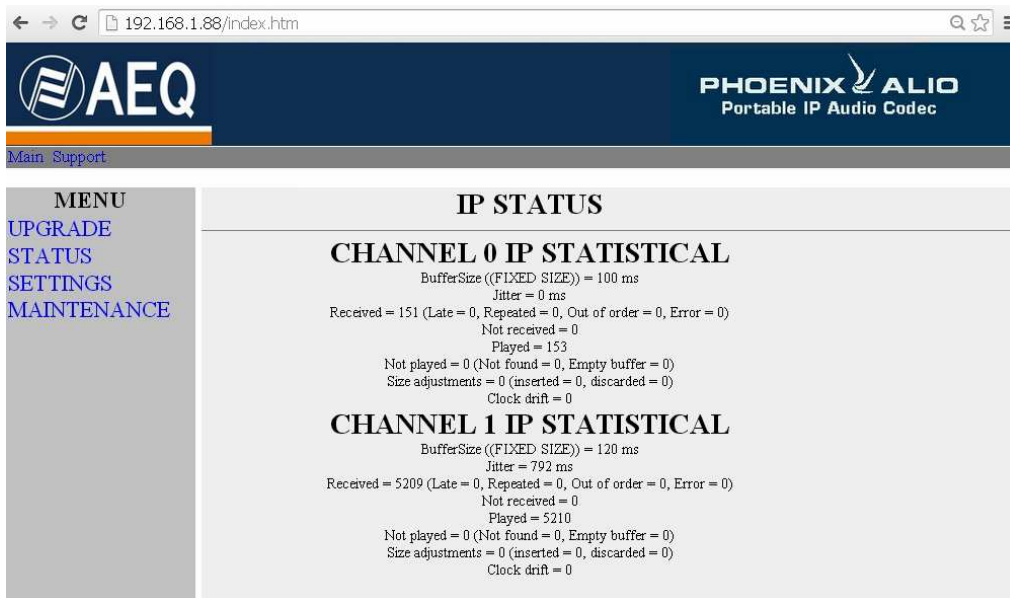 192.168.1.88/index.htm
AEQ
PHOENIX ALIO
Portable IP Audio Codec
Main Support
MENU
UPGRADE
STATUS
SETTINGS
MAINTENANCE
IP STATUS
CHANNEL 0 IP STATISTICAL
BufferSize ((FIXED SIZE)) = 100 ms
Jitter = 0 ms
Received = 151 (Late = 0, Repeated = 0, Out of order = 0, Error = 0)
Not received = 0
Played = 153
Not played = 0 (Not found = 0, Empty buffer = 0)
Size adjustments = 0 (inserted = 0, discarded = 0)
Clock drift = 0
CHANNEL 1 IP STATISTICAL
BufferSize ((FIXED SIZE)) = 120 ms
Jitter = 792 ms
Received = 5209 (Late = 0, Repeated = 0, Out of order = 0, Error = 0)
Not received = 0
Played = 5210
Not played = 0 (Not found = 0, Empty buffer = 0)
Size adjustments = 0 (inserted = 0, discarded = 0)
Clock drift = 0